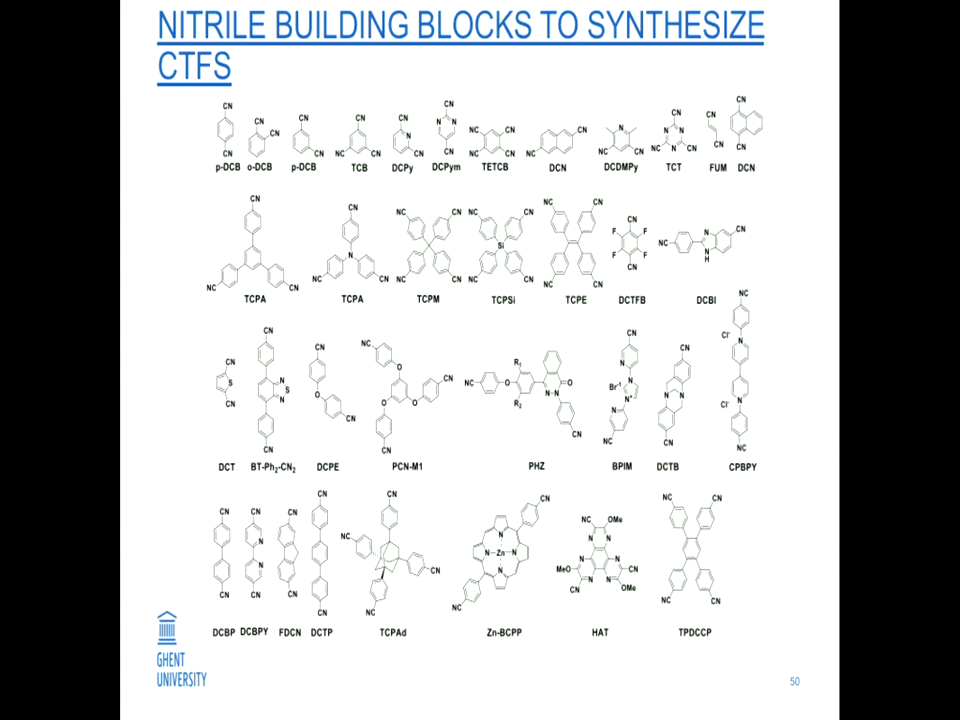 NITRILE BUILDING BLOCKS TO SYNTHESIZE
CTFS
p-DCB o-DCB p-DCB TCB DCPy DCPym TETCB DCN DCDMPy TCT FUM DCN
TCPA TCPA TCPM TCPSi TCPE DCTFB DCBI
DCT BT-Ph₂-CN₂ DCPE PCN-M1 PHZ BPIM DCTB CPBPY
DCBP DCBPY FDCN DCTP TCPAd Zn-BCPP HAT TPDCCP
GHENT
UNIVERSITY
50